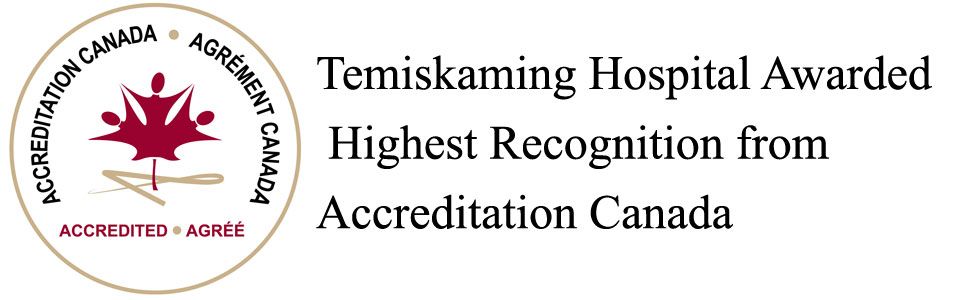 ACCREDITATION CANADA • AGRÉMENT CANADA
ACCREDITED • AGRÉÉ
Temiskaming Hospital Awarded
Highest Recognition from
Accreditation Canada